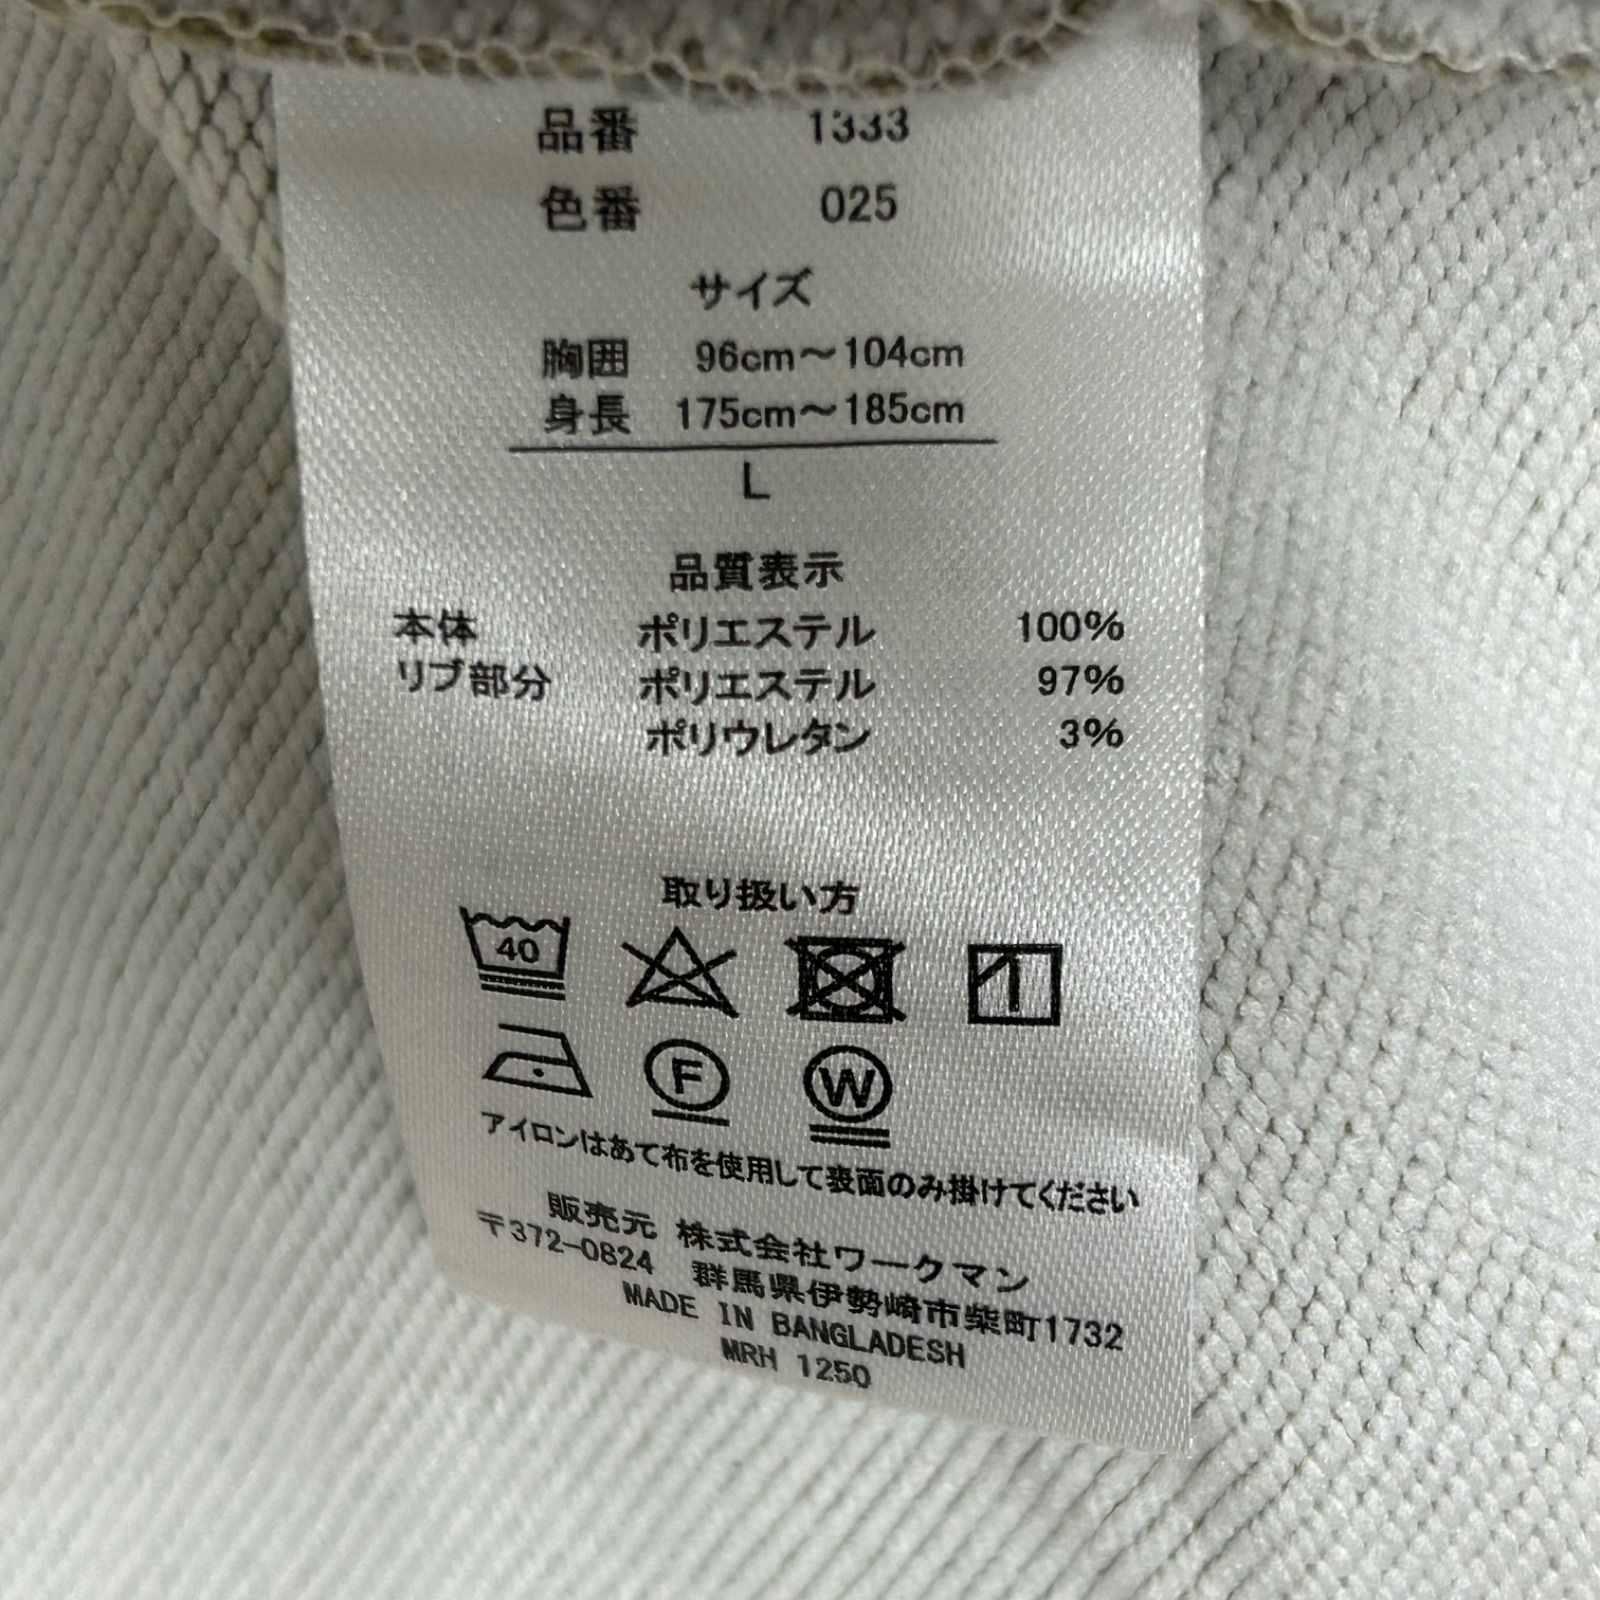 品番 1333
色番 025
サイズ
胸囲 96cm～104cm
身長 175cm～185cm
L
品質表示
本体 ポリエステル 100%
リブ部分 ポリエステル 97%
ポリウレタン 3%
取り扱い方
40
F W
アイロンはあて布を使用して表面のみ掛けてください
販売元 株式会社ワークマン
〒372-0824 群馬県伊勢崎市柴町1732
MADE IN BANGLADESH
MRH 1250